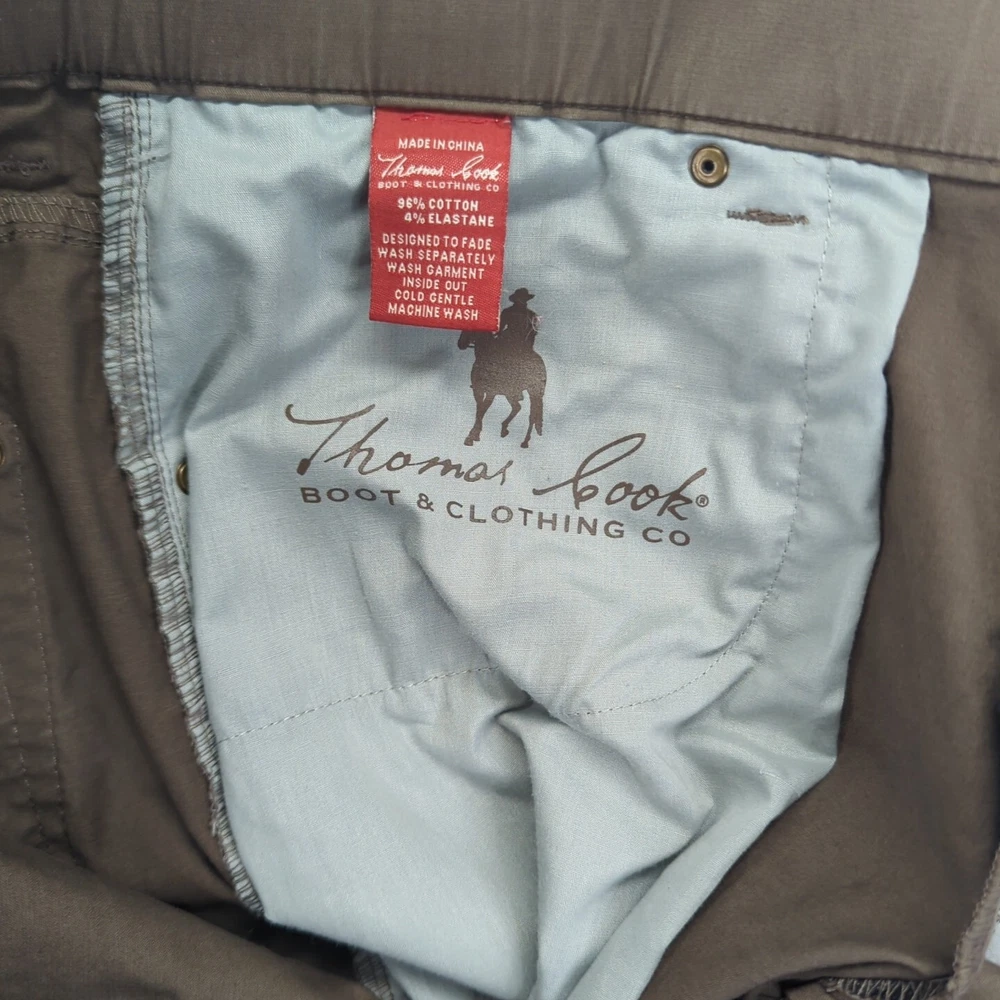 MADE IN CHINA
Thomas Cook
BOOT & CLOTHING CO
96% COTTON
4% ELASTANE
DESIGNED TO FADE
WASH SEPARATELY
WASH GARMENT
INSIDE OUT
COLD GENTLE
MACHINE WASH
Thomas Cook®
BOOT & CLOTHING CO